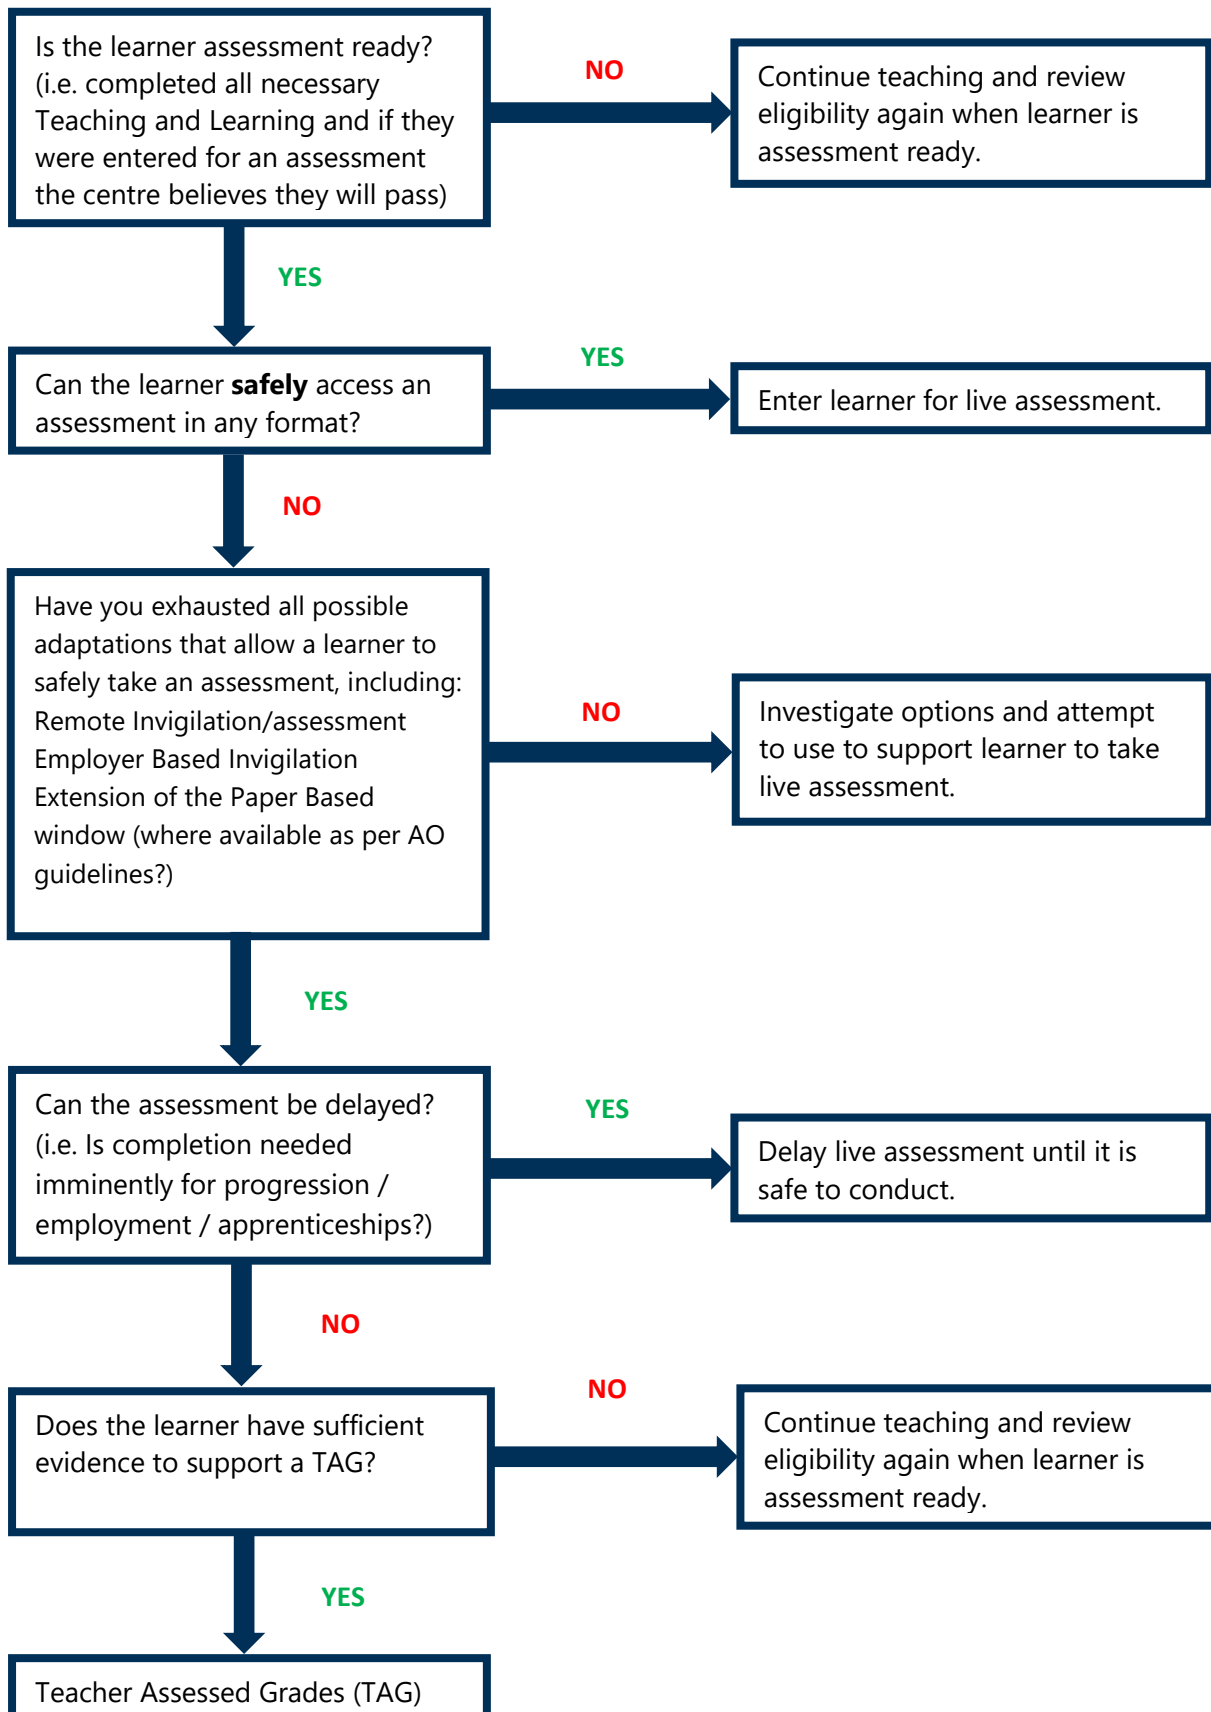 Is the learner assessment ready?
(i.e. completed all necessary
Teaching and Learning and if they
were entered for an assessment
the centre believes they will pass)
NO
Continue teaching and review
eligibility again when learner is
assessment ready.
YES
Can the learner safely access an
assessment in any format?
YES
Enter learner for live assessment.
NO
Have you exhausted all possible
adaptations that allow a learner to
safely take an assessment, including:
Remote Invigilation/assessment
Employer Based Invigilation
Extension of the Paper Based
window (where available as per AO
guidelines?)
NO
Investigate options and attempt
to use to support learner to take
live assessment.
YES
Can the assessment be delayed?
(i.e. Is completion needed
imminently for progression /
employment / apprenticeships?)
YES
Delay live assessment until it is
safe to conduct.
NO
Does the learner have sufficient
evidence to support a TAG?
NO
Continue teaching and review
eligibility again when learner is
assessment ready.
YES
Teacher Assessed Grades (TAG)